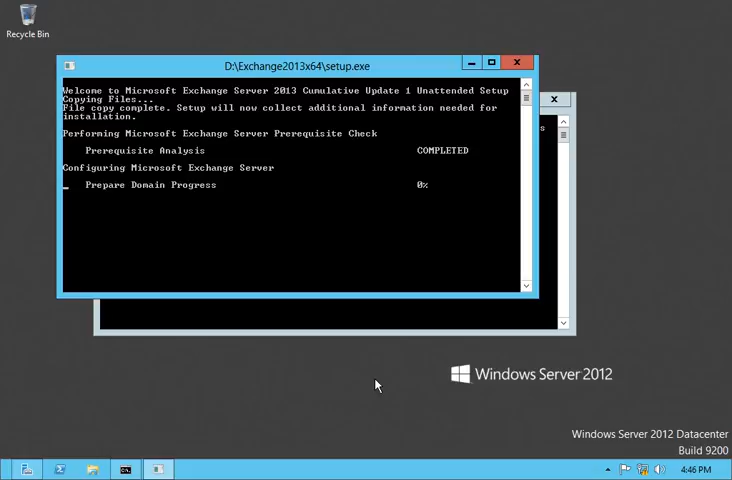 Recycle Bin
D:\Exchange2013x64\setup.exe
Welcome to Microsoft Exchange Server 2013 Cumulative Update 1 Unattended Setup
Copying Files...
File copy complete. Setup will now collect additional information needed for
installation.
Performing Microsoft Exchange Server Prerequisite Check
Prerequisite Analysis COMPLETED
Configuring Microsoft Exchange Server
Prepare Domain Progress 0%
s
Windows Server 2012
Windows Server 2012 Datacenter
Build 9200
4:46 PM